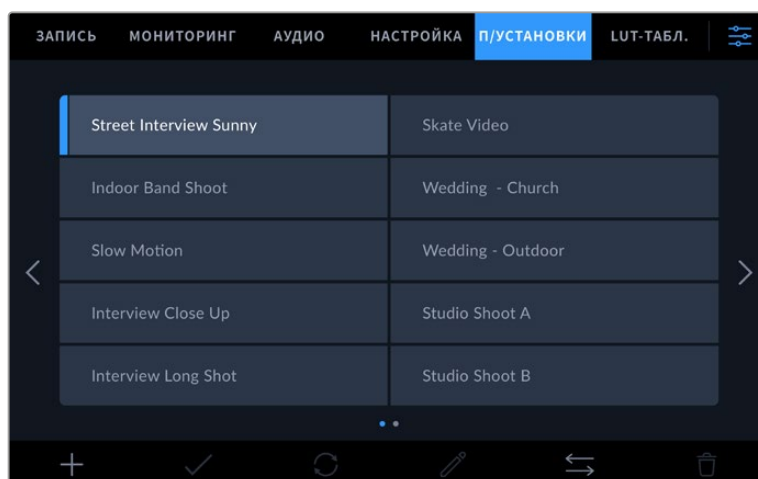 ЗАПИСЬ МОНИТОРИНГ АУДИО НАСТРОЙКА П/УСТАНОВКИ LUT-ТАБЛ.
Street Interview Sunny Skate Video
Indoor Band Shoot Wedding - Church
Slow Motion Wedding - Outdoor
Interview Close Up Studio Shoot A
Interview Long Shot Studio Shoot B